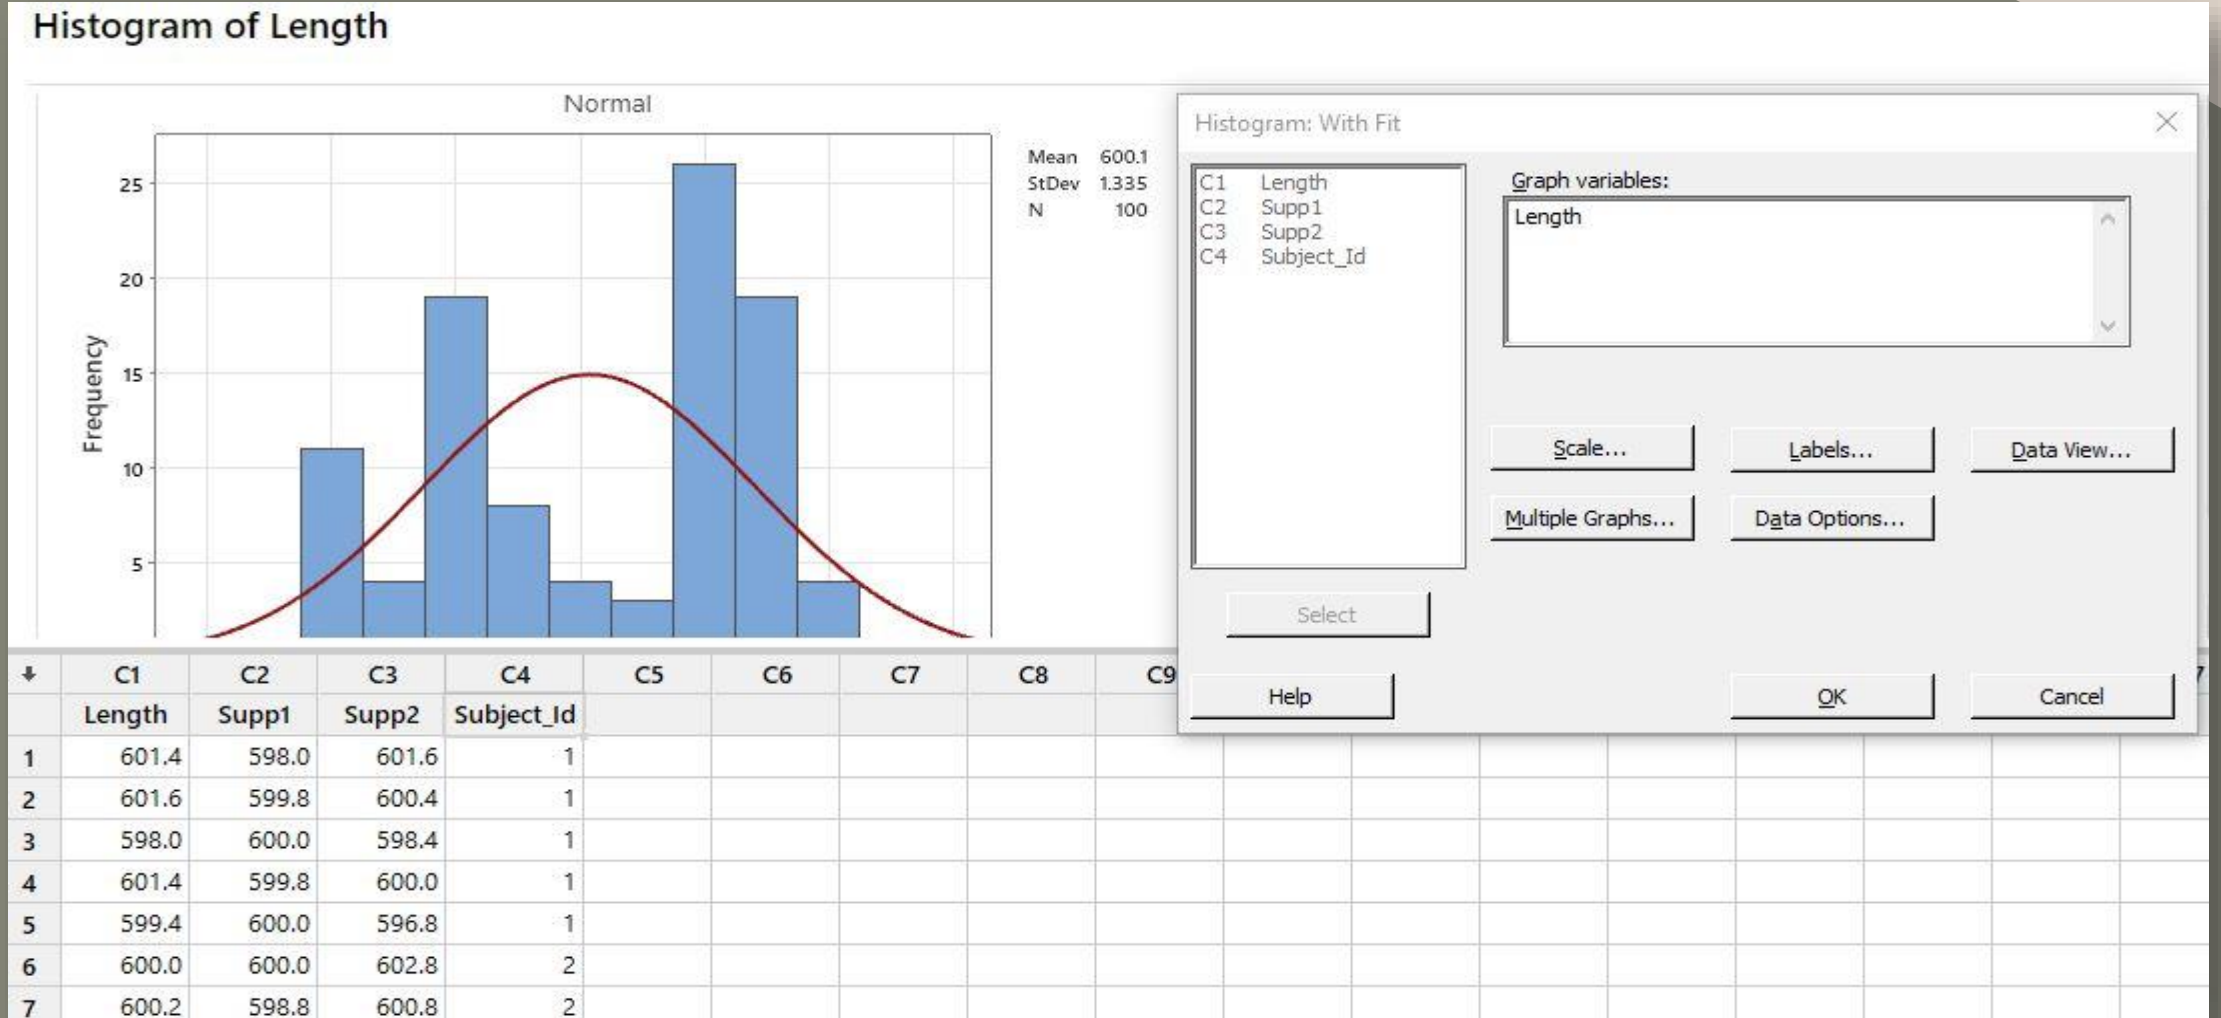 Histogram of Length
Normal
Mean 600.1
StDev 1.335
N 100
25
20
15
10
5
Frequency
Histogram: With Fit
C1 Length
C2 Supp1
C3 Supp2
C4 Subject_Id
Graph variables:
Length
Scale...
Labels...
Data View...
Multiple Graphs...
Data Options...
Select
Help
OK
Cancel
C1 C2 C3 C4 C5 C6 C7 C8 C9 7
Length Supp1 Supp2 Subject_Id
1 601.4 598.0 601.6 1
2 601.6 599.8 600.4 1
3 598.0 600.0 598.4 1
4 601.4 599.8 600.0 1
5 599.4 600.0 596.8 1
6 600.0 600.0 602.8 2
7 600.2 598.8 600.8 2